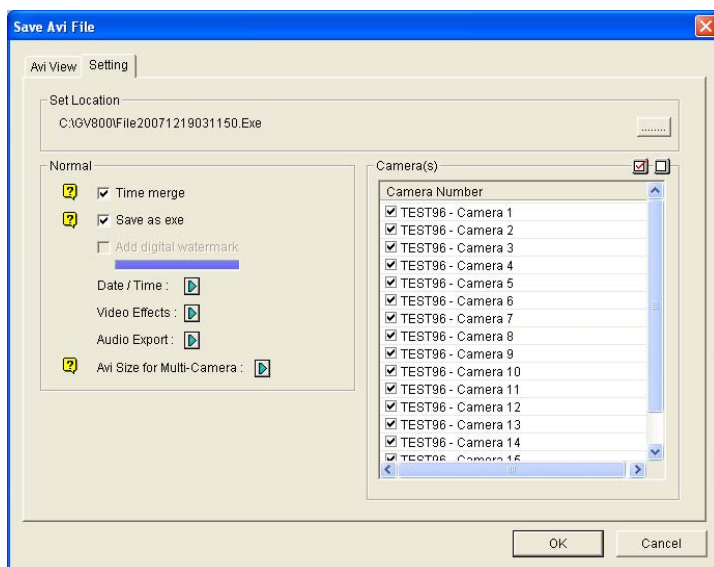 Save Avi File
Avi View
Setting
Set Location
C:\GV800\File20071219031150.Exe
........
Normal
Time merge
Save as exe
Add digital watermark
Date / Time :
Video Effects :
Audio Export :
Avi Size for Multi-Camera :
Camera(s)
Camera Number
TEST96 - Camera 1
TEST96 - Camera 2
TEST96 - Camera 3
TEST96 - Camera 4
TEST96 - Camera 5
TEST96 - Camera 6
TEST96 - Camera 7
TEST96 - Camera 8
TEST96 - Camera 9
TEST96 - Camera 10
TEST96 - Camera 11
TEST96 - Camera 12
TEST96 - Camera 13
TEST96 - Camera 14
TEST96 - Camera 15
OK
Cancel